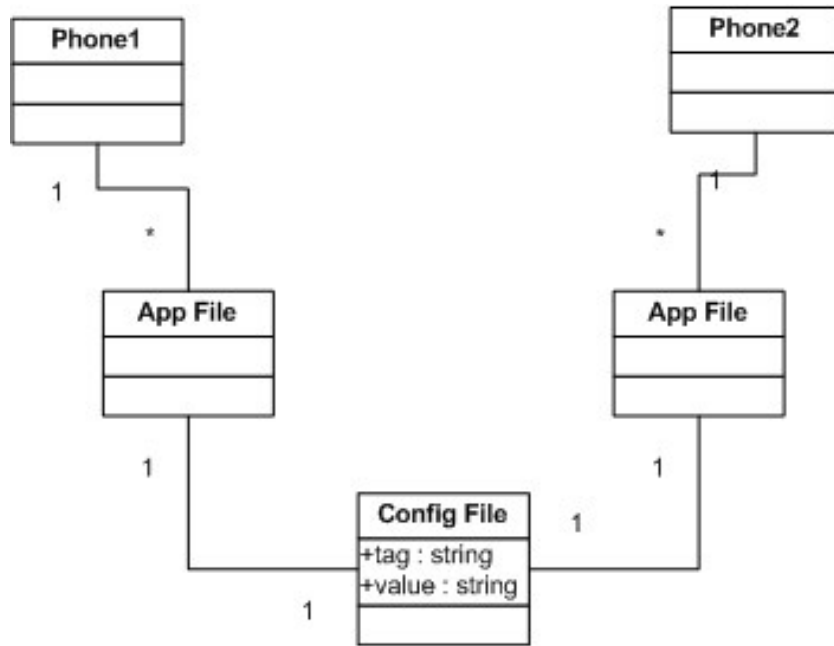 Phone1
Phone2
1
1
*
*
App File
App File
1
1
Config File
+tag : string
+value : string
1
1